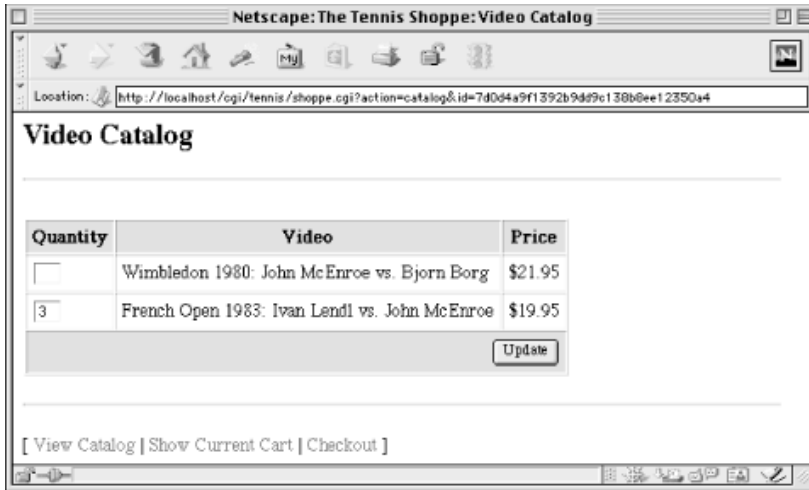 Netscape: The Tennis Shoppe: Video Catalog
My
N
Location: http://localhost/cgi/tennis/shoppe.cgi?action=catalog&id=7d0d4a9f1392b9dd9c138b8ee12350a4
Video Catalog
Quantity Video Price
Wimbledon 1980: John McEnroe vs. Bjorn Borg $21.95
3 French Open 1983: Ivan Lendl vs. John McEnroe $19.95
Update
[ View Catalog | Show Current Cart | Checkout ]